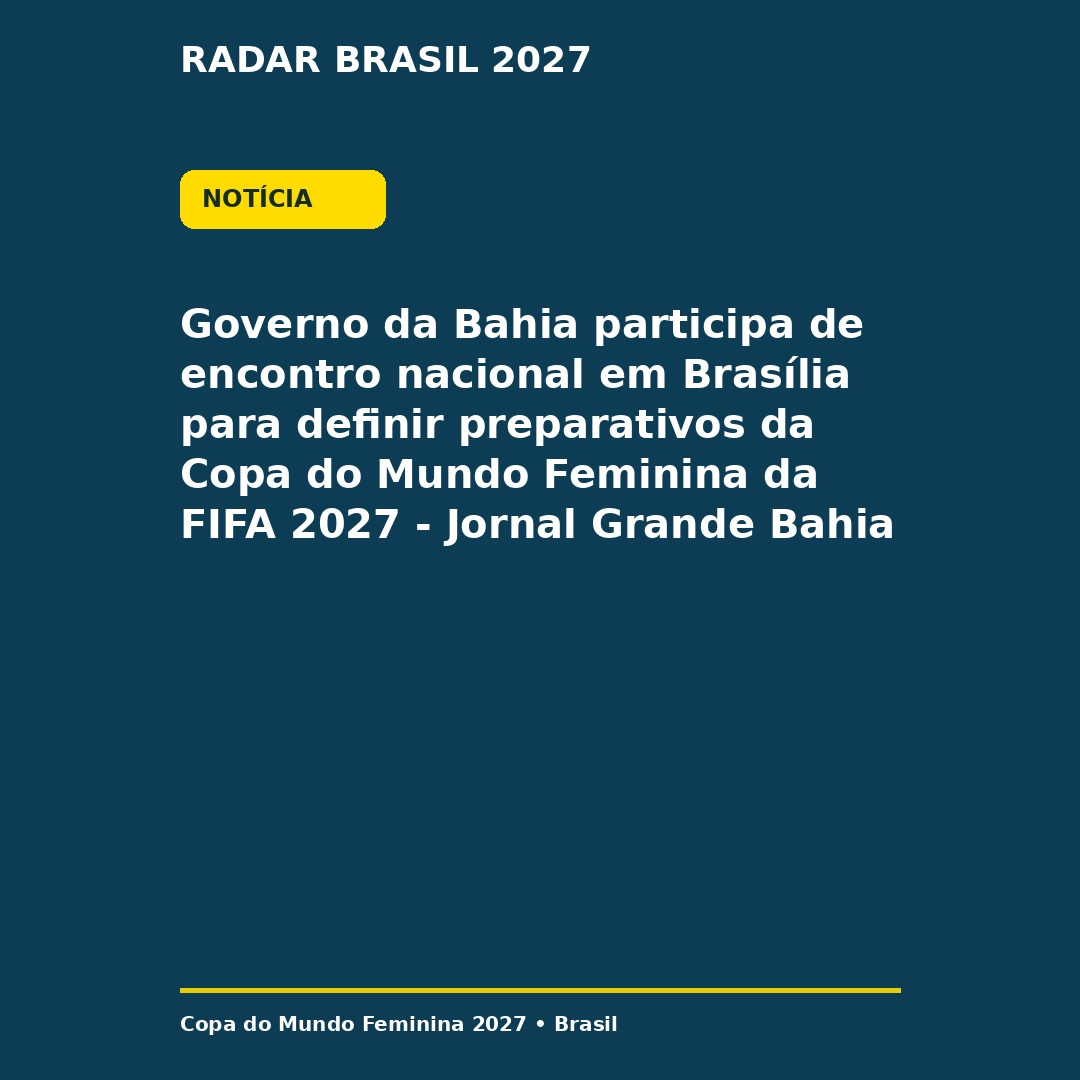 RADAR BRASIL 2027
NOTÍCIA
Governo da Bahia participa de
encontro nacional em Brasília
para definir preparativos da
Copa do Mundo Feminina da
FIFA 2027 - Jornal Grande Bahia
Copa do Mundo Feminina 2027 • Brasil